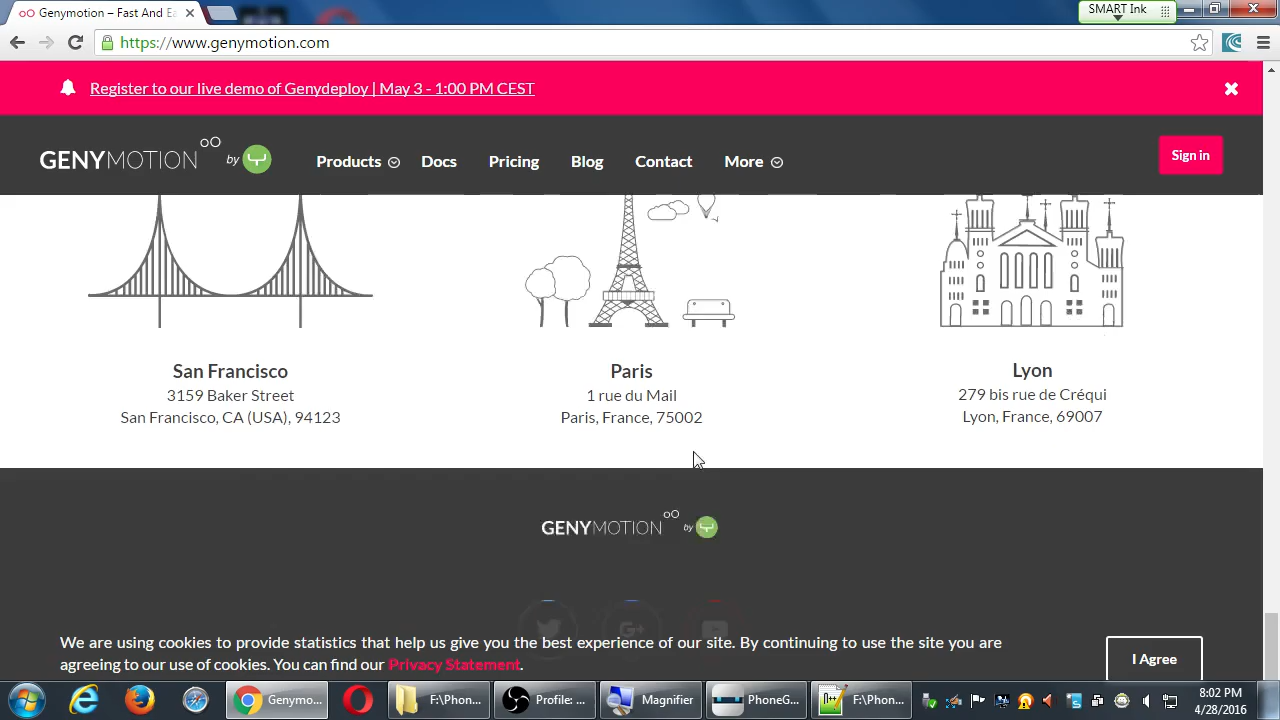 Genymotion – Fast And Ea
SMART Ink
https://www.genymotion.com
Register to our live demo of Genydeploy | May 3 - 1:00 PM CEST
GENYMOTION by
Products
Docs
Pricing
Blog
Contact
More
Sign in
San Francisco
3159 Baker Street
San Francisco, CA (USA), 94123
Paris
1 rue du Mail
Paris, France, 75002
Lyon
279 bis rue de Créqui
Lyon, France, 69007
GENYMOTION by
G+
We are using cookies to provide statistics that help us give you the best experience of our site. By continuing to use the site you are
agreeing to our use of cookies. You can find our Privacy Statement.
I Agree
Genymo...
F:\Phon...
Profile: ...
Magnifier
PhoneG...
F:\Phon...
8:02 PM
4/28/2016